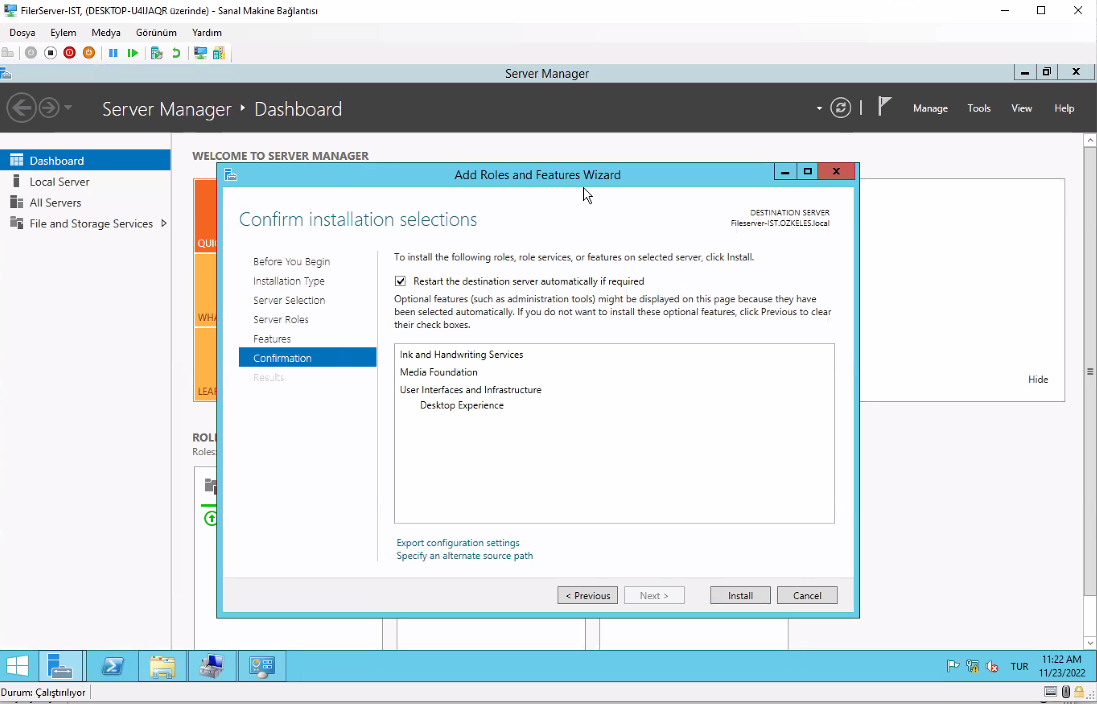 FilerServer-IST, (DESKTOP-U4IJAQR üzerinde) - Sanal Makine Bağlantısı
Dosya Eylem Medya Görünüm Yardım
Server Manager
Server Manager Dashboard
Manage Tools View Help
Dashboard
Local Server
All Servers
File and Storage Services
WELCOME TO SERVER MANAGER
QUIC
WHA
LEAR
Hide
ROL
Roles:
Add Roles and Features Wizard
Confirm installation selections
DESTINATION SERVER
Fileserver-IST.OZKELES.local
Before You Begin
Installation Type
Server Selection
Server Roles
Features
Confirmation
Results
To install the following roles, role services, or features on selected server, click Install.
Restart the destination server automatically if required
Optional features (such as administration tools) might be displayed on this page because they have
been selected automatically. If you do not want to install these optional features, click Previous to clear
their check boxes.
Ink and Handwriting Services
Media Foundation
User Interfaces and Infrastructure
Desktop Experience
Export configuration settings
Specify an alternate source path
< Previous Next > Install Cancel
TUR
11:22 AM
11/23/2022
Durum: Çalıştırılıyor